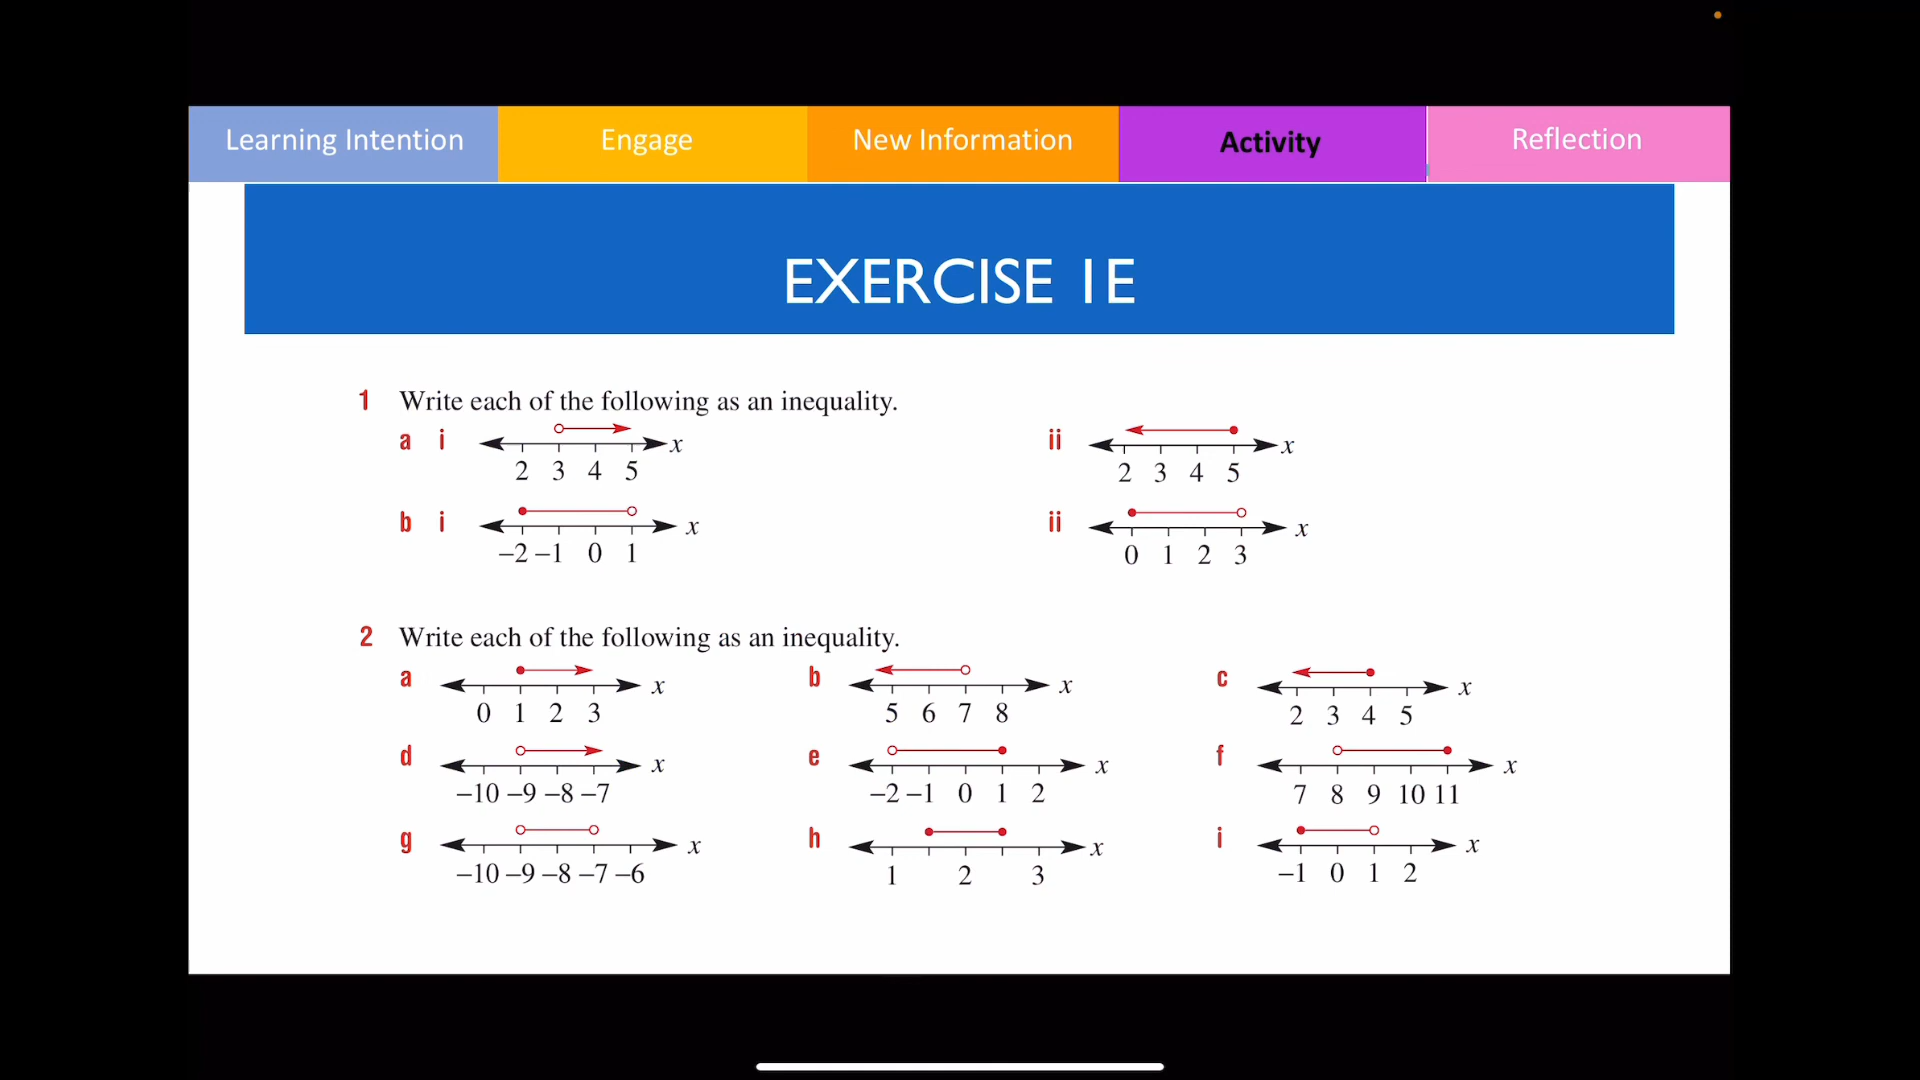 Learning Intention Engage New Information Activity Reflection
EXERCISE 1E
1 Write each of the following as an inequality.
a i x ii x
2 3 4 5 2 3 4 5
b i x ii x
−2 −1 0 1 0 1 2 3
2 Write each of the following as an inequality.
a x b x c x
0 1 2 3 5 6 7 8 2 3 4 5
d x e x f x
−10 −9 −8 −7 −2 −1 0 1 2 7 8 9 10 11
g x h x i x
−10 −9 −8 −7 −6 1 2 3 −1 0 1 2